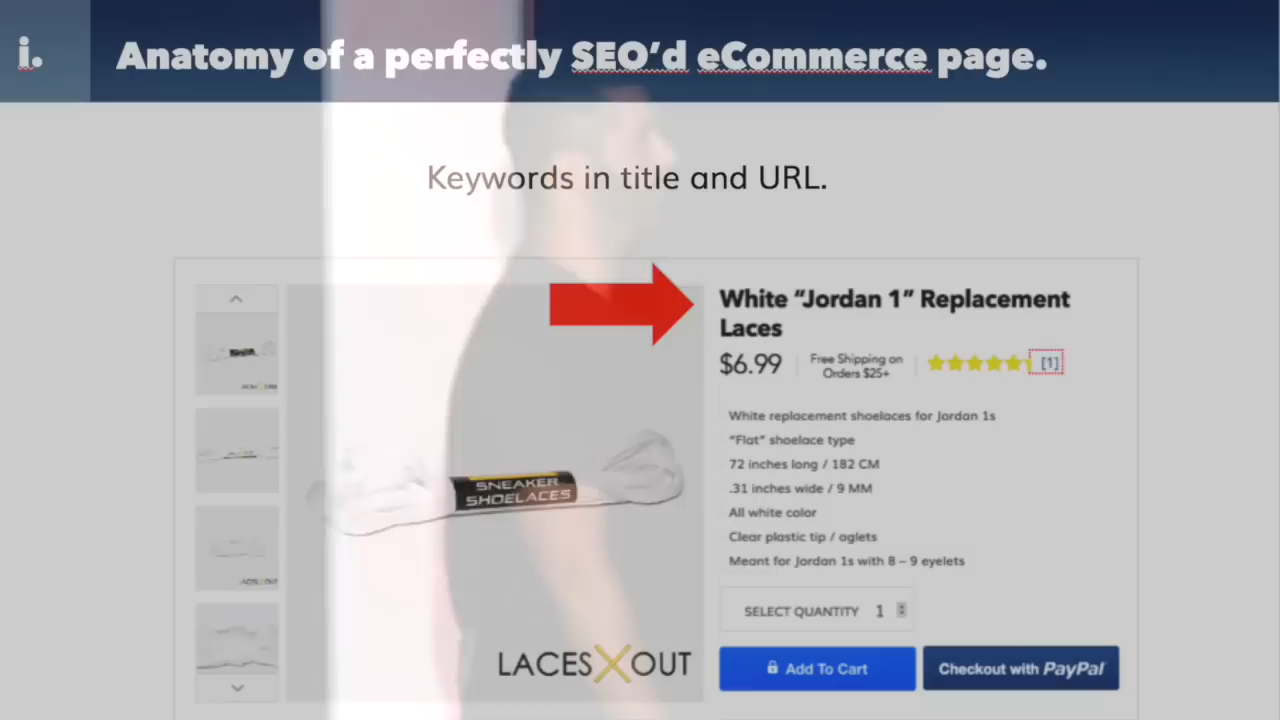 i.
Anatomy of a perfectly SEO’d eCommerce page.
Keywords in title and URL.
White “Jordan 1” Replacement
Laces
$6.99
Free Shipping on
Orders $25+
[1]
White replacement shoelaces for Jordan 1s
“Flat” shoelace type
72 inches long / 182 CM
.31 inches wide / 9 MM
All white color
Clear plastic tip / aglets
Meant for Jordan 1s with 8 – 9 eyelets
SNEAKER
SHOELACES
SELECT QUANTITY 1
LACES X OUT
Add To Cart
Checkout with PayPal